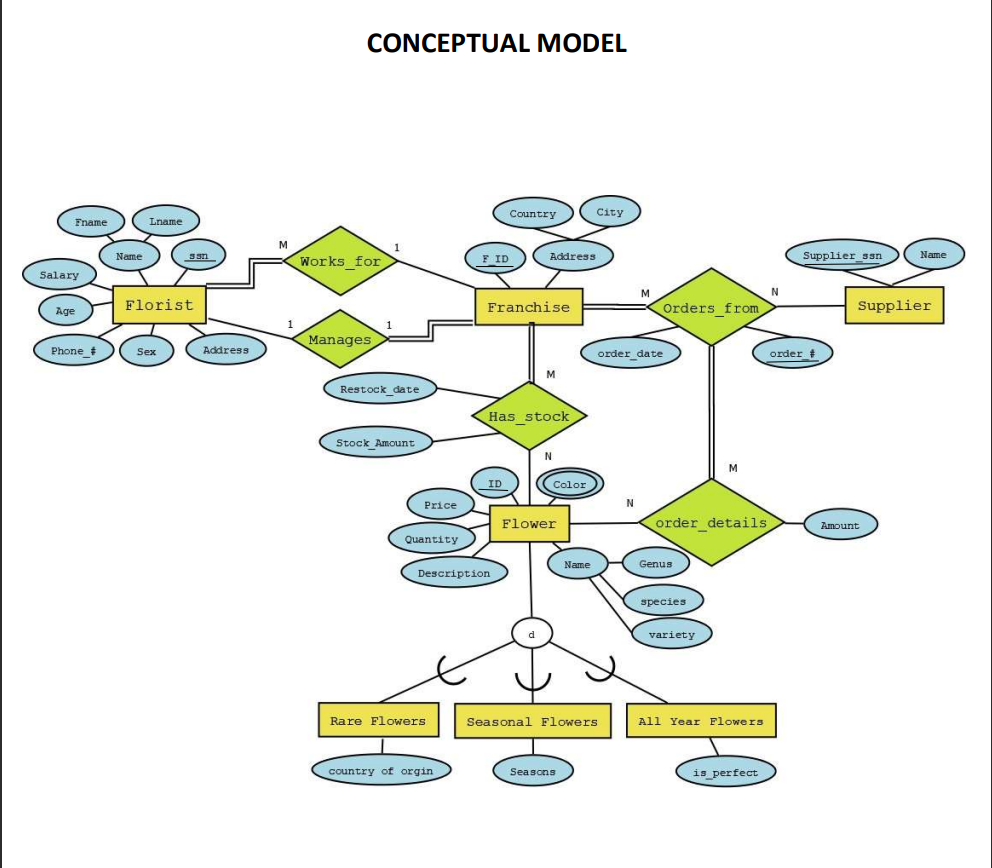 CONCEPTUAL MODEL
Fname
Lname
Name
ssn
Salary
Age
Phone_#
Sex
Address
Florist
M
Works_for
1
1
Manages
1
Country
City
F_ID
Address
Franchise
M
Orders_from
N
order_date
order_#
Supplier_ssn
Name
Supplier
Restock_date
Stock_Amount
M
Has_stock
N
ID
Color
Price
Quantity
Description
Flower
N
order_details
M
Amount
Name
Genus
species
variety
d
Rare Flowers
Seasonal Flowers
All Year Flowers
country of orgin
Seasons
is_perfect